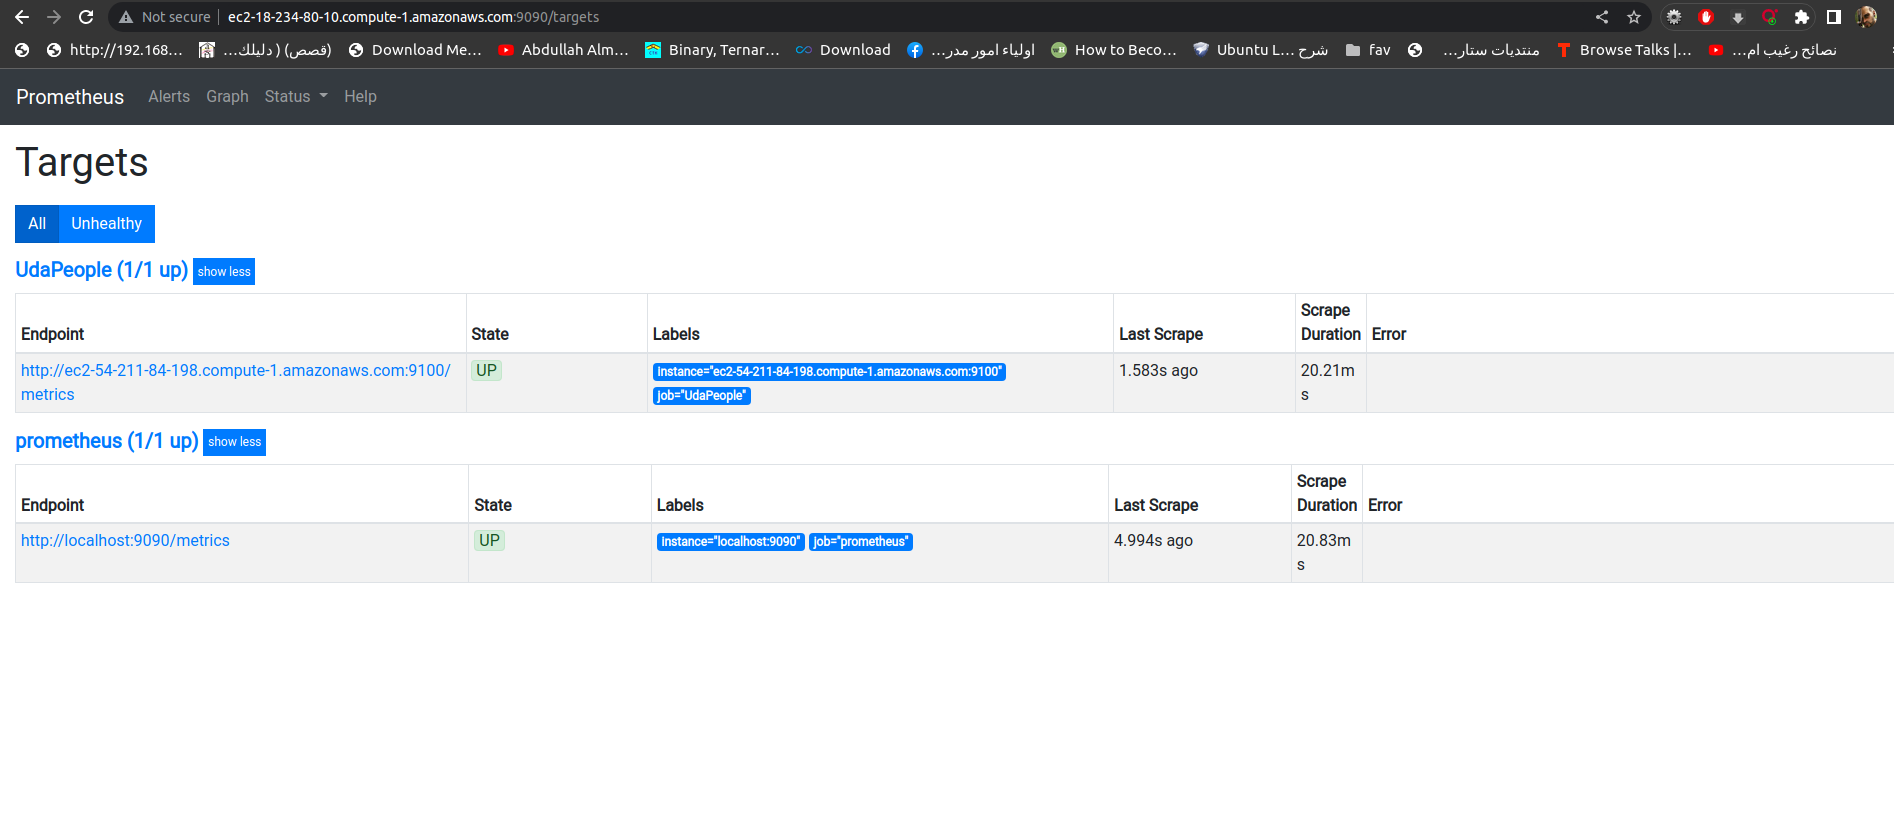 Not secure | ec2-18-234-80-10.compute-1.amazonaws.com:9090/targets
http://192.168... (قصص) ( دليلك... Download Me... Abdullah Alm... Binary, Ternar... Download اولياء امور مدر... How to Beco... Ubuntu L... شرح fav منتديات ستار... Browse Talks |... نصائح رغيب ام...
Prometheus Alerts Graph Status Help
Targets
All Unhealthy
UdaPeople (1/1 up) show less
Endpoint State Labels Last Scrape Scrape Duration Error
http://ec2-54-211-84-198.compute-1.amazonaws.com:9100/ UP instance="ec2-54-211-84-198.compute-1.amazonaws.com:9100" 1.583s ago 20.21m
metrics job="UdaPeople" s
prometheus (1/1 up) show less
Endpoint State Labels Last Scrape Scrape Duration Error
http://localhost:9090/metrics UP instance="localhost:9090" job="prometheus" 4.994s ago 20.83m
s